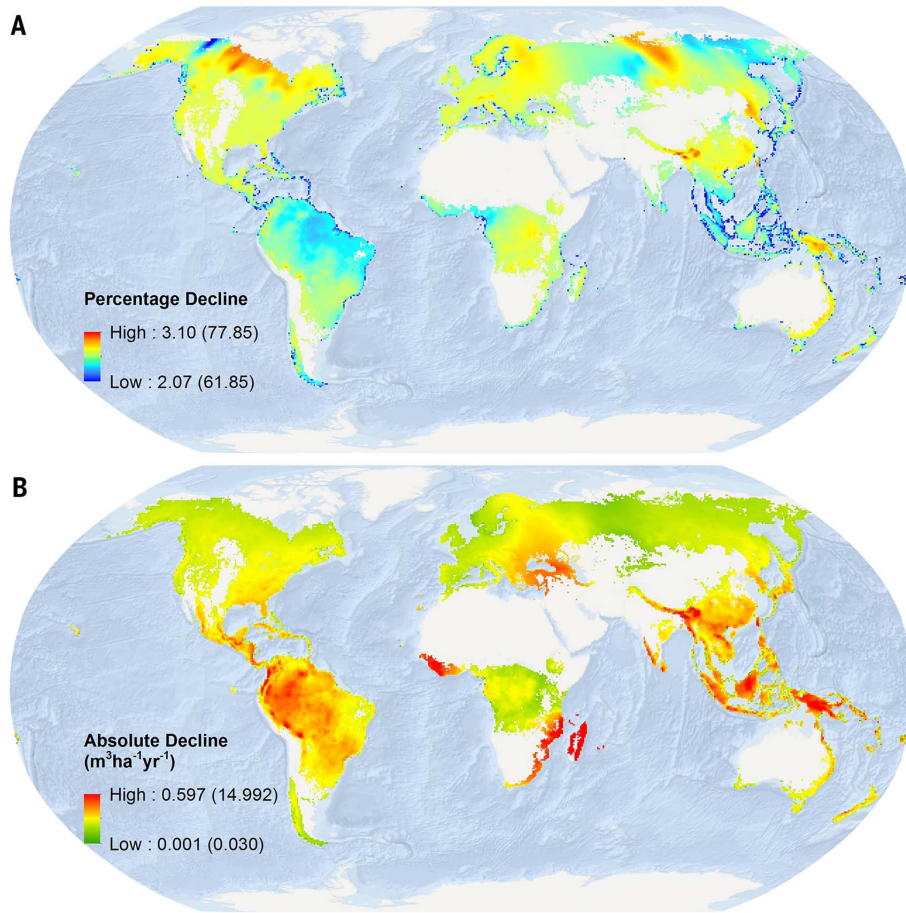 A
Percentage Decline
High : 3.10 (77.85)
Low : 2.07 (61.85)
B
Absolute Decline
(m³ha⁻¹yr⁻¹)
High : 0.597 (14.992)
Low : 0.001 (0.030)